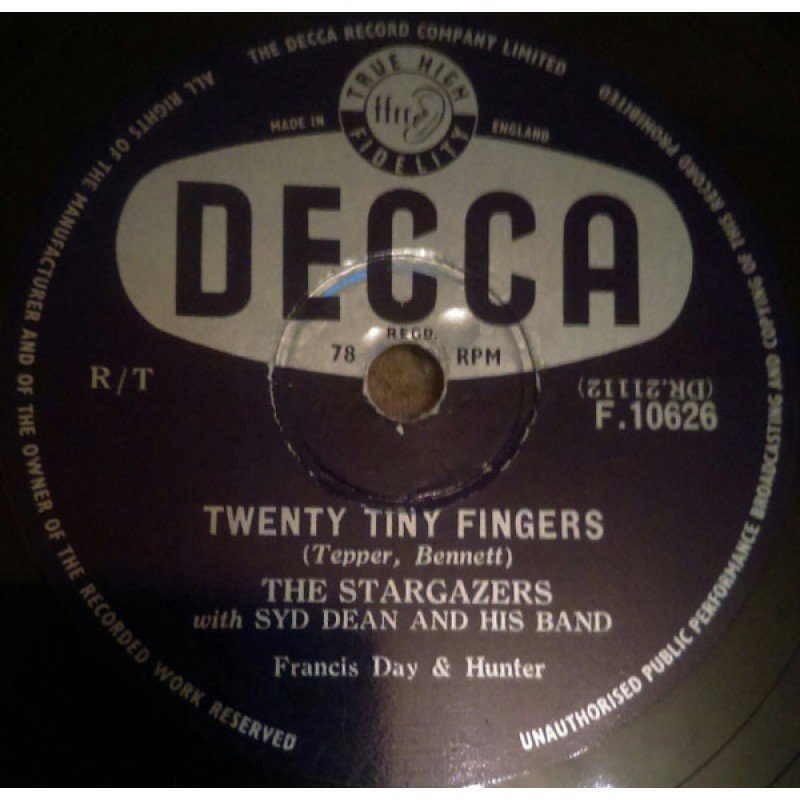 ALL RIGHTS OF THE MANUFACTURER AND OF THE OWNER OF THE RECORDED WORK RESERVED
THE DECCA RECORD COMPANY LIMITED
UNAUTHORISED PUBLIC PERFORMANCE BROADCASTING AND COPYING OF THIS RECORD PROHIBITED
TRUE HIGH
ffrr
FIDELITY
MADE IN ENGLAND
DECCA
REGD.
78 RPM
R/T
(DR.21112)
F.10626
TWENTY TINY FINGERS
(Tepper, Bennett)
THE STARGAZERS
with SYD DEAN AND HIS BAND
Francis Day & Hunter